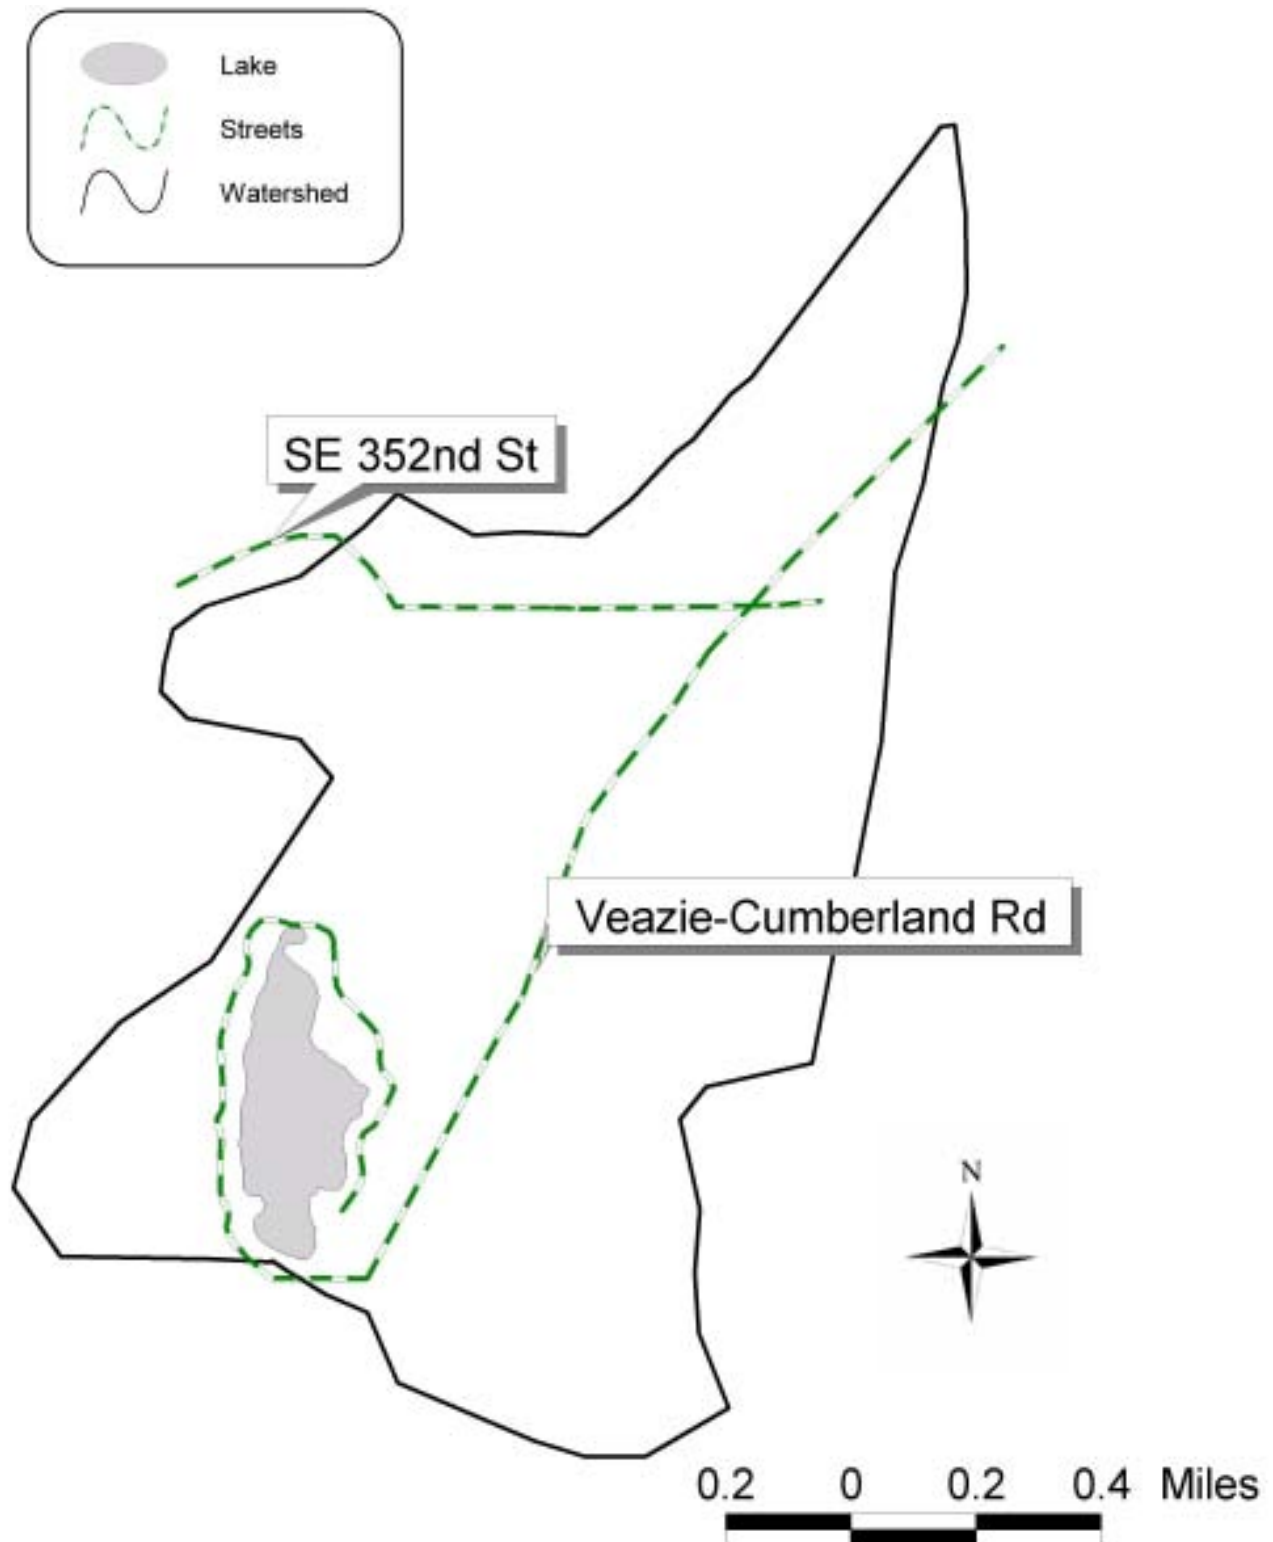 Lake
Streets
Watershed
SE 352nd St
Veazie-Cumberland Rd
N
0.2 0 0.2 0.4 Miles